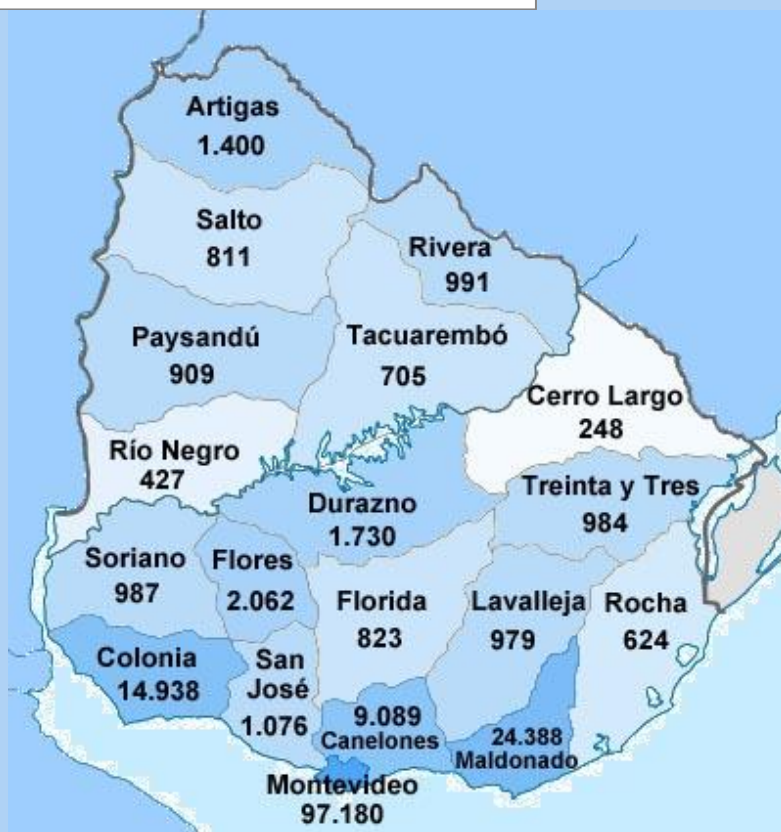 Artigas
1.400
Salto
811
Rivera
991
Paysandú
909
Tacuarembó
705
Cerro Largo
248
Río Negro
427
Durazno
1.730
Treinta y Tres
984
Soriano
987
Flores
2.062
Florida
823
Lavalleja
979
Rocha
624
Colonia
14.938
San
José
1.076
9.089
Canelones
24.388
Maldonado
Montevideo
97.180